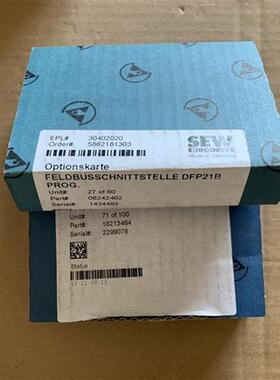 EPL# 30402020
Order# 5862181303
SEW
EURODRIVE
Made in Germany
Optionskarte
FELDBUSSCHNITTSTELLE DFP21B
PROG.
Unit# 27 of 60
Part# 08242402
Serial# 1434493
Unit# 71 of 100
Part# 18213464
Serial# 2299078
Status